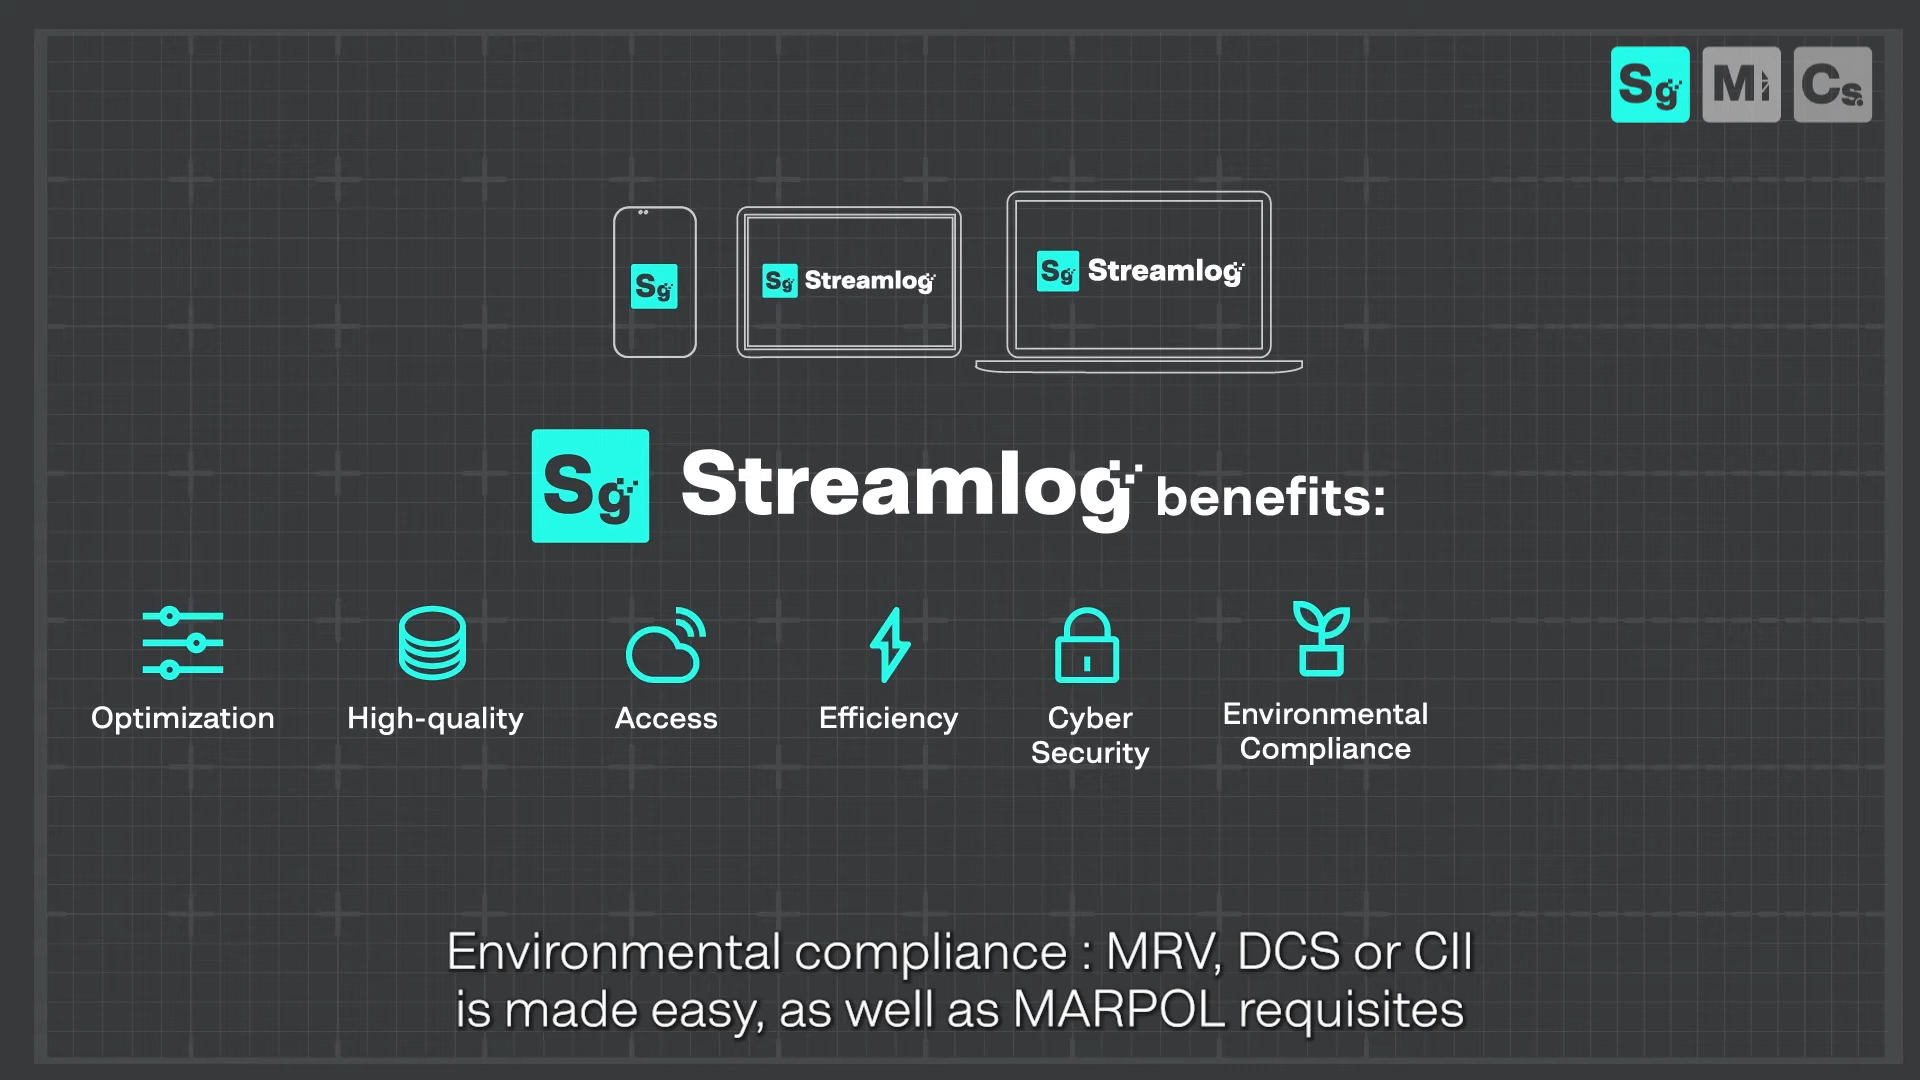 Sg Mi Cs
Sg
Sg Streamlog
Sg Streamlog
Sg Streamlog benefits:
Optimization
High-quality
Access
Efficiency
Cyber
Security
Environmental
Compliance
Environmental compliance : MRV, DCS or CII
is made easy, as well as MARPOL requisites